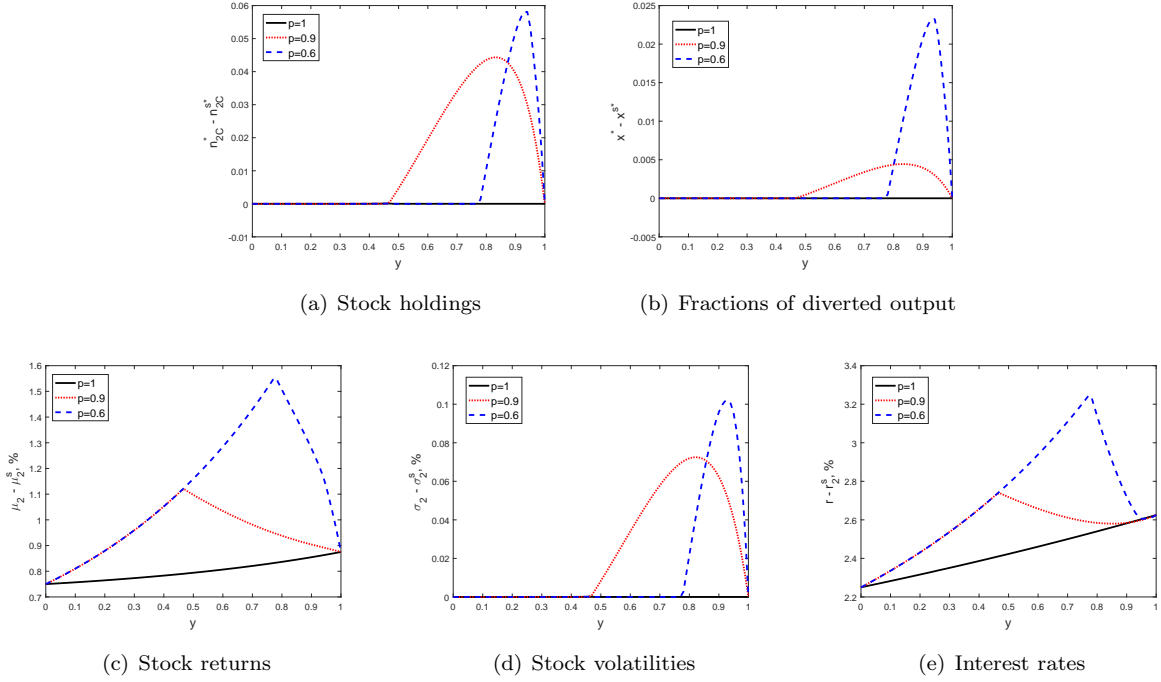 0.06
0.05
0.04
0.03
0.02
0.01
0
-0.01
n*2C - ns*2C
p=1
p=0.9
p=0.6
0 0.1 0.2 0.3 0.4 0.5 0.6 0.7 0.8 0.9 1
y
(a) Stock holdings
0.025
0.02
0.015
0.01
0.005
0
-0.005
x* - xs*
p=1
p=0.9
p=0.6
0 0.1 0.2 0.3 0.4 0.5 0.6 0.7 0.8 0.9 1
y
(b) Fractions of diverted output
1.6
1.5
1.4
1.3
1.2
1.1
1
0.9
0.8
0.7
μ2 - μs2, %
p=1
p=0.9
p=0.6
0 0.1 0.2 0.3 0.4 0.5 0.6 0.7 0.8 0.9 1
y
(c) Stock returns
0.12
0.1
0.08
0.06
0.04
0.02
0
σ2 - σs2, %
p=1
p=0.9
p=0.6
0 0.1 0.2 0.3 0.4 0.5 0.6 0.7 0.8 0.9 1
y
(d) Stock volatilities
3.4
3.2
3
2.8
2.6
2.4
2.2
r - rs2, %
p=1
p=0.9
p=0.6
0 0.1 0.2 0.3 0.4 0.5 0.6 0.7 0.8 0.9 1
y
(e) Interest rates